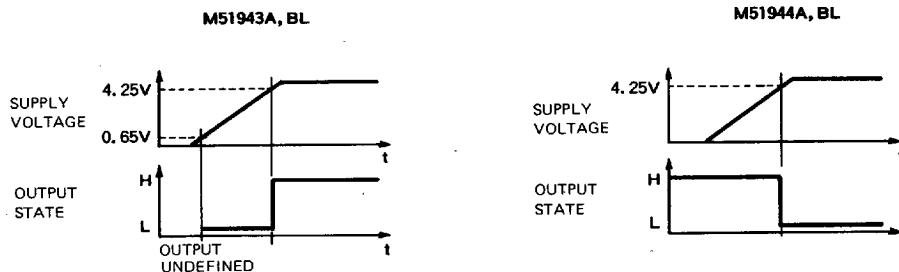 M51943A, BL
4.25V
SUPPLY
VOLTAGE
0.65V
t
H
OUTPUT
STATE
L
OUTPUT
UNDEFINED
t
M51944A, BL
4.25V
SUPPLY
VOLTAGE
t
H
OUTPUT
STATE
L